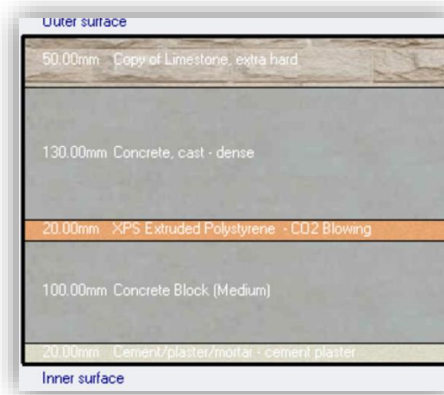 Outer surface
50.00mm Copy of Limestone, extra hard
130.00mm Concrete, cast - dense
20.00mm XPS Extruded Polystyrene - CO2 Blowing
100.00mm Concrete Block (Medium)
20.00mm Cement/plaster/mortar - cement plaster
Inner surface